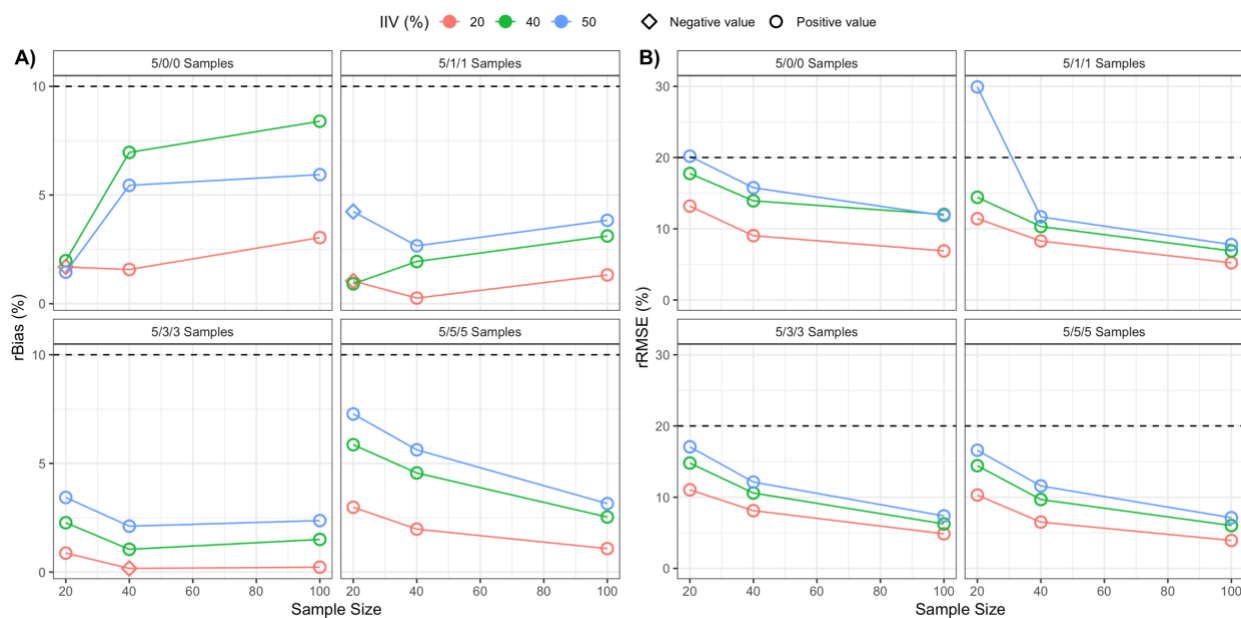 IIV (%) 20 40 50 Negative value Positive value
A)
5/0/0 Samples 5/1/1 Samples
10
5
0
5/3/3 Samples 5/5/5 Samples
10
5
0
rBias (%)
20 40 60 80 100 20 40 60 80 100
Sample Size
B)
5/0/0 Samples 5/1/1 Samples
30
20
10
0
5/3/3 Samples 5/5/5 Samples
30
20
10
0
rRMSE (%)
20 40 60 80 100 20 40 60 80 100
Sample Size